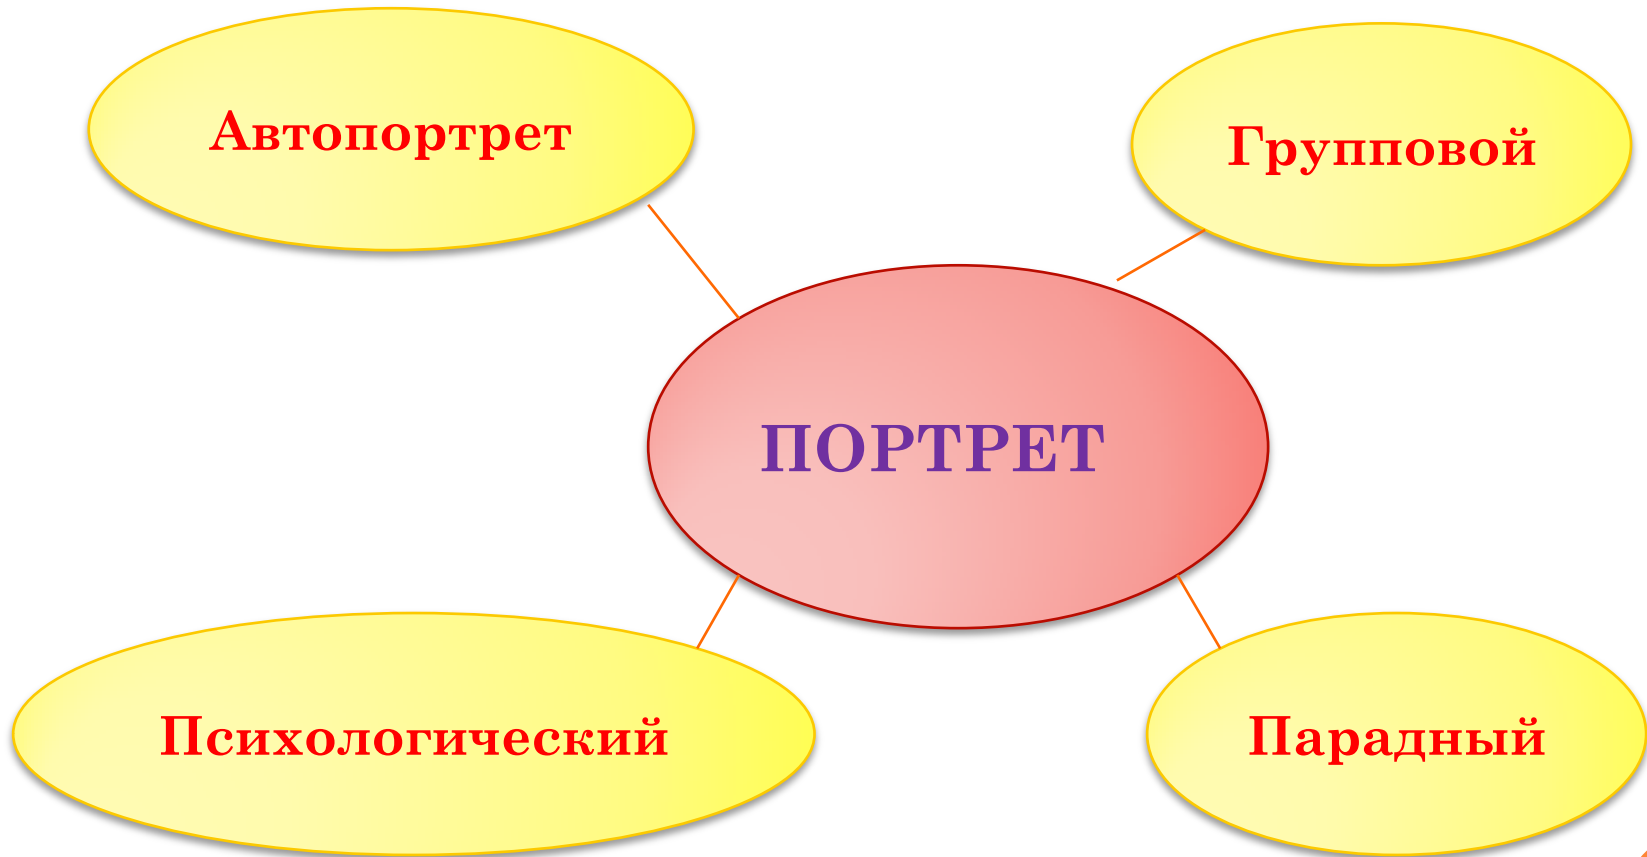 Автопортрет
Групповой
ПОРТРЕТ
Психологический
Парадный